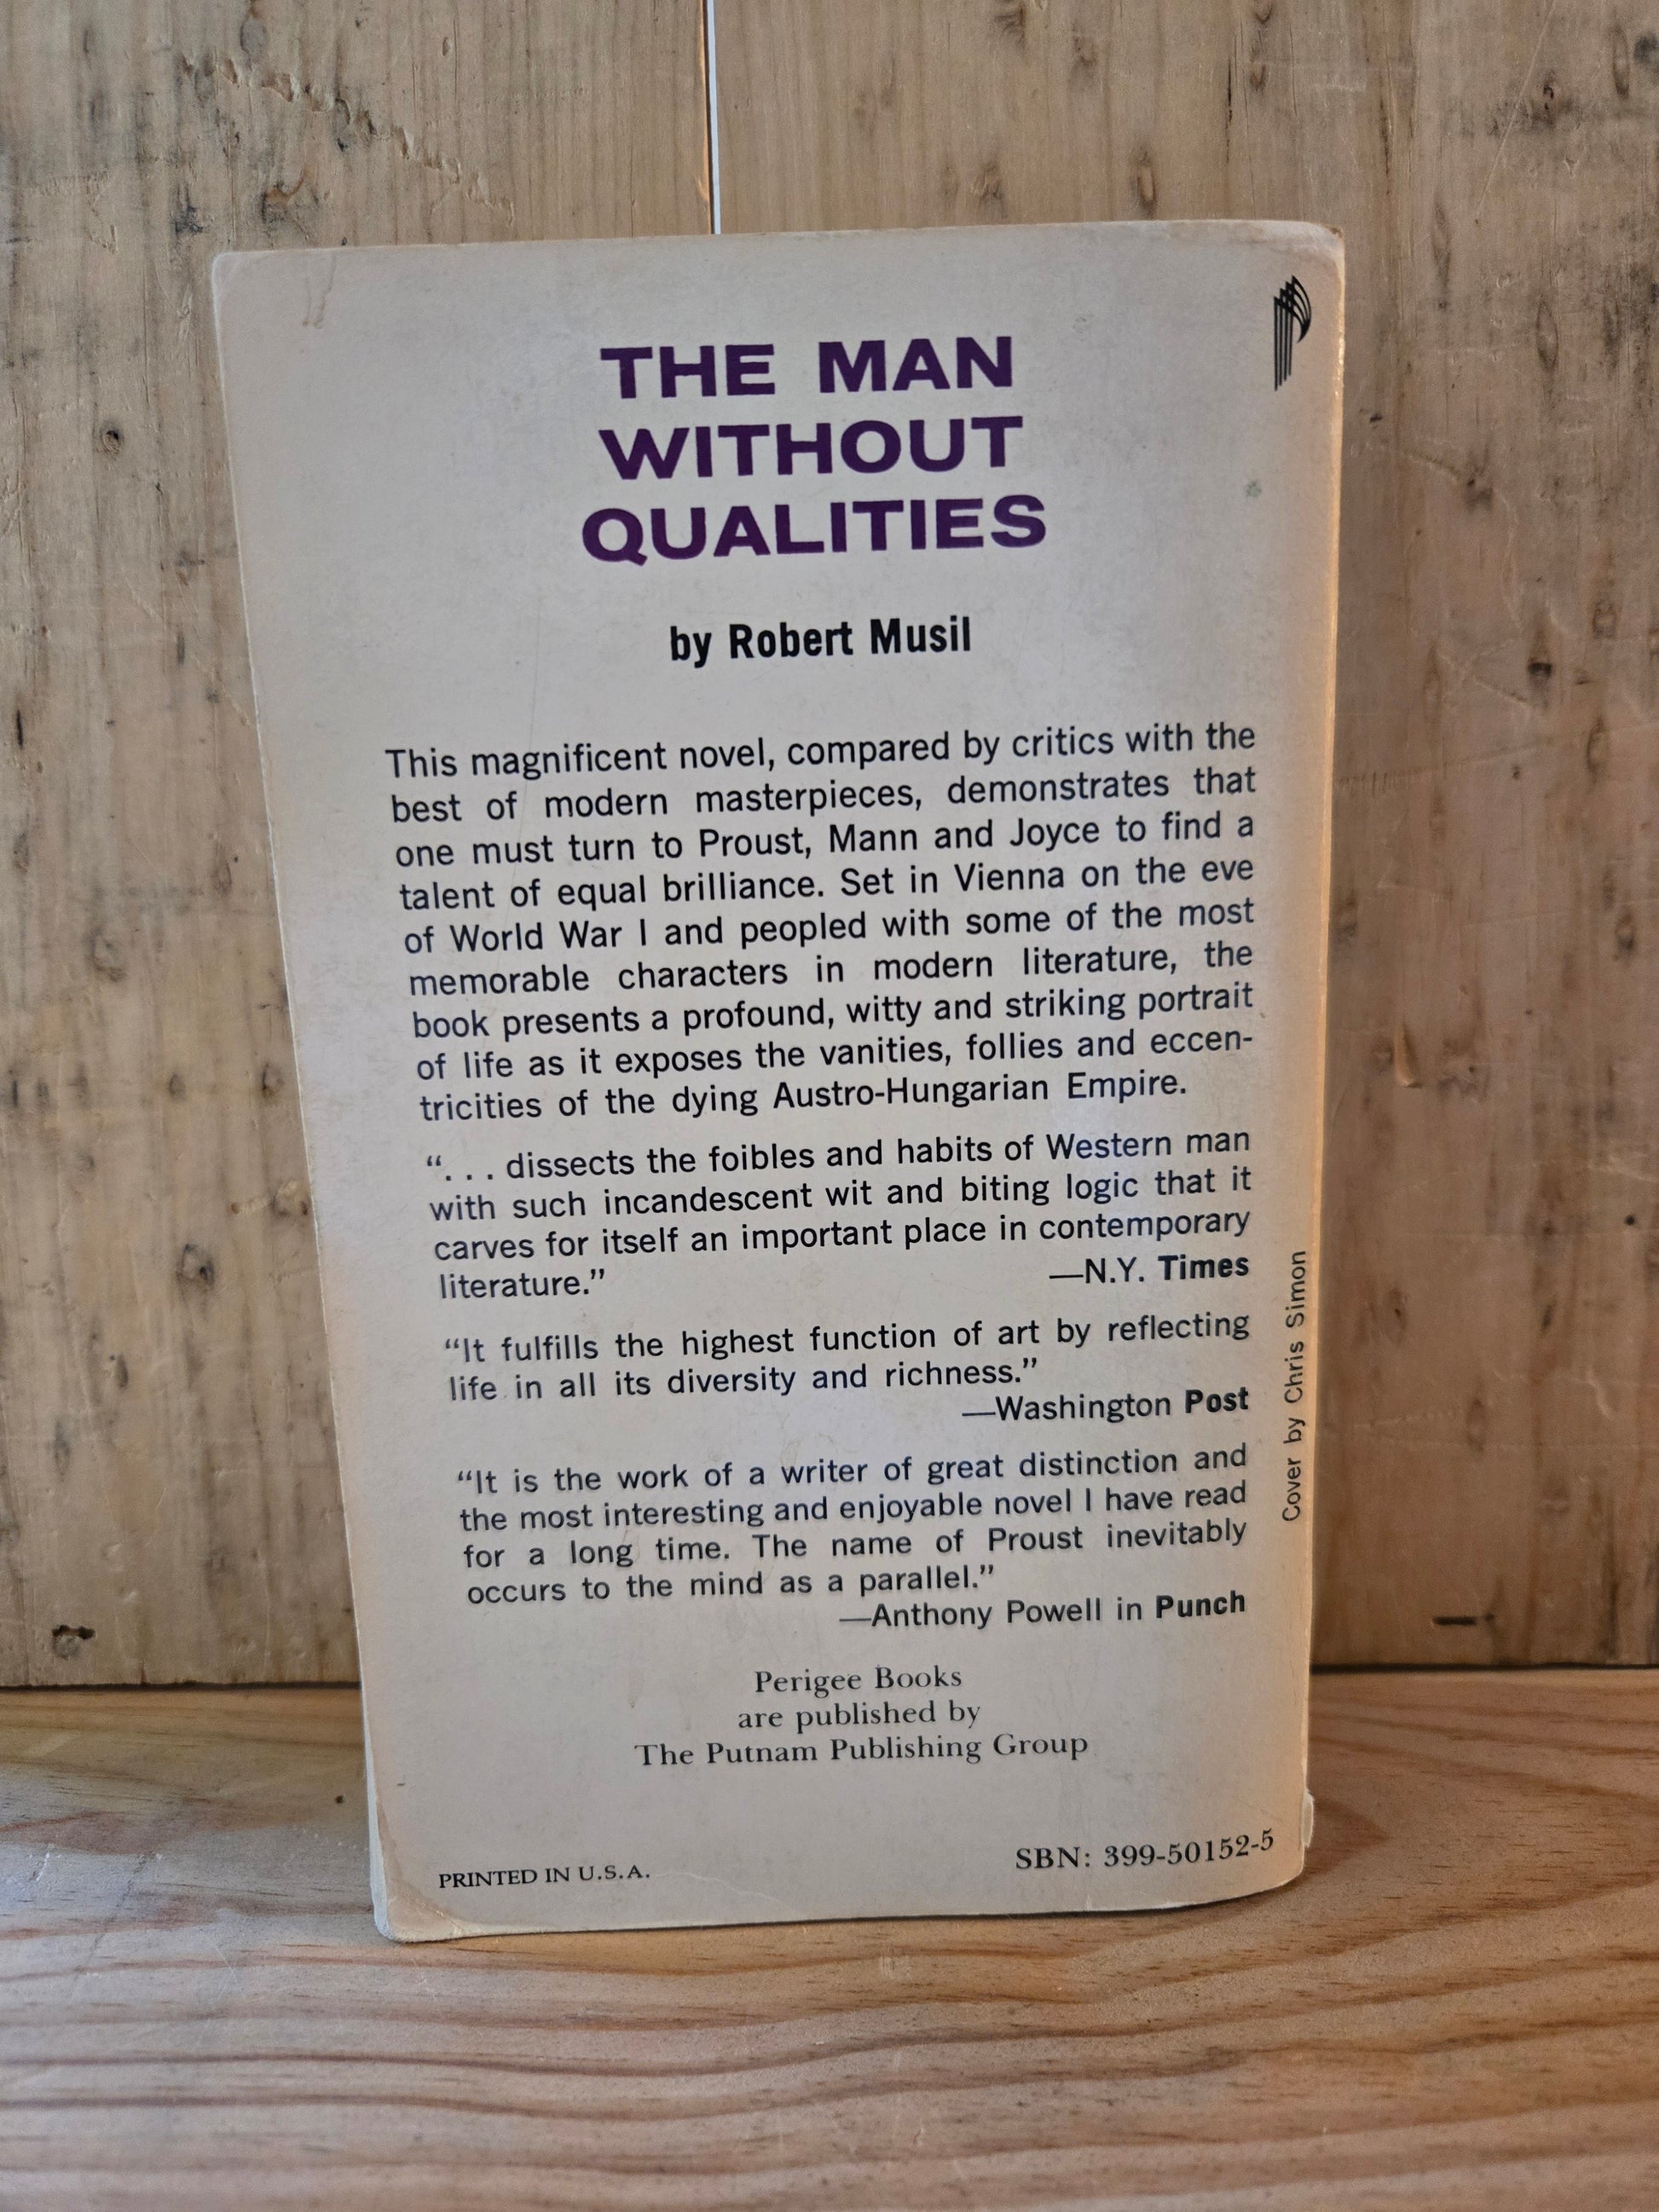 THE MAN
WITHOUT
QUALITIES
by Robert Musil
This magnificent novel, compared by critics with the
best of modern masterpieces, demonstrates that
one must turn to Proust, Mann and Joyce to find a
talent of equal brilliance. Set in Vienna on the eve
of World War I and peopled with some of the most
memorable characters in modern literature, the
book presents a profound, witty and striking portrait
of life as it exposes the vanities, follies and eccen-
tricities of the dying Austro-Hungarian Empire.
“. . . dissects the foibles and habits of Western man
with such incandescent wit and biting logic that it
carves for itself an important place in contemporary
literature.” —N.Y. Times
“It fulfills the highest function of art by reflecting
life in all its diversity and richness.”
—Washington Post
“It is the work of a writer of great distinction and
the most interesting and enjoyable novel I have read
for a long time. The name of Proust inevitably
occurs to the mind as a parallel.”
—Anthony Powell in Punch
Cover by Chris Simon
Perigee Books
are published by
The Putnam Publishing Group
PRINTED IN U.S.A.
SBN: 399-50152-5